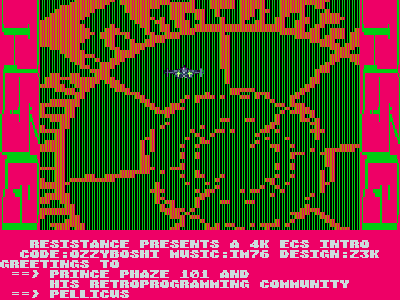 RESISTANCE PRESENTS A 4K ECS INTRO
CODE:OZZYBOSHI MUSIC:IM76 DESIGN:Z3K
GREETINGS TO
==> PRINCE PHAZE 101 AND
HIS RETROPROGRAMMING COMMUNITY
==> PELLICUS